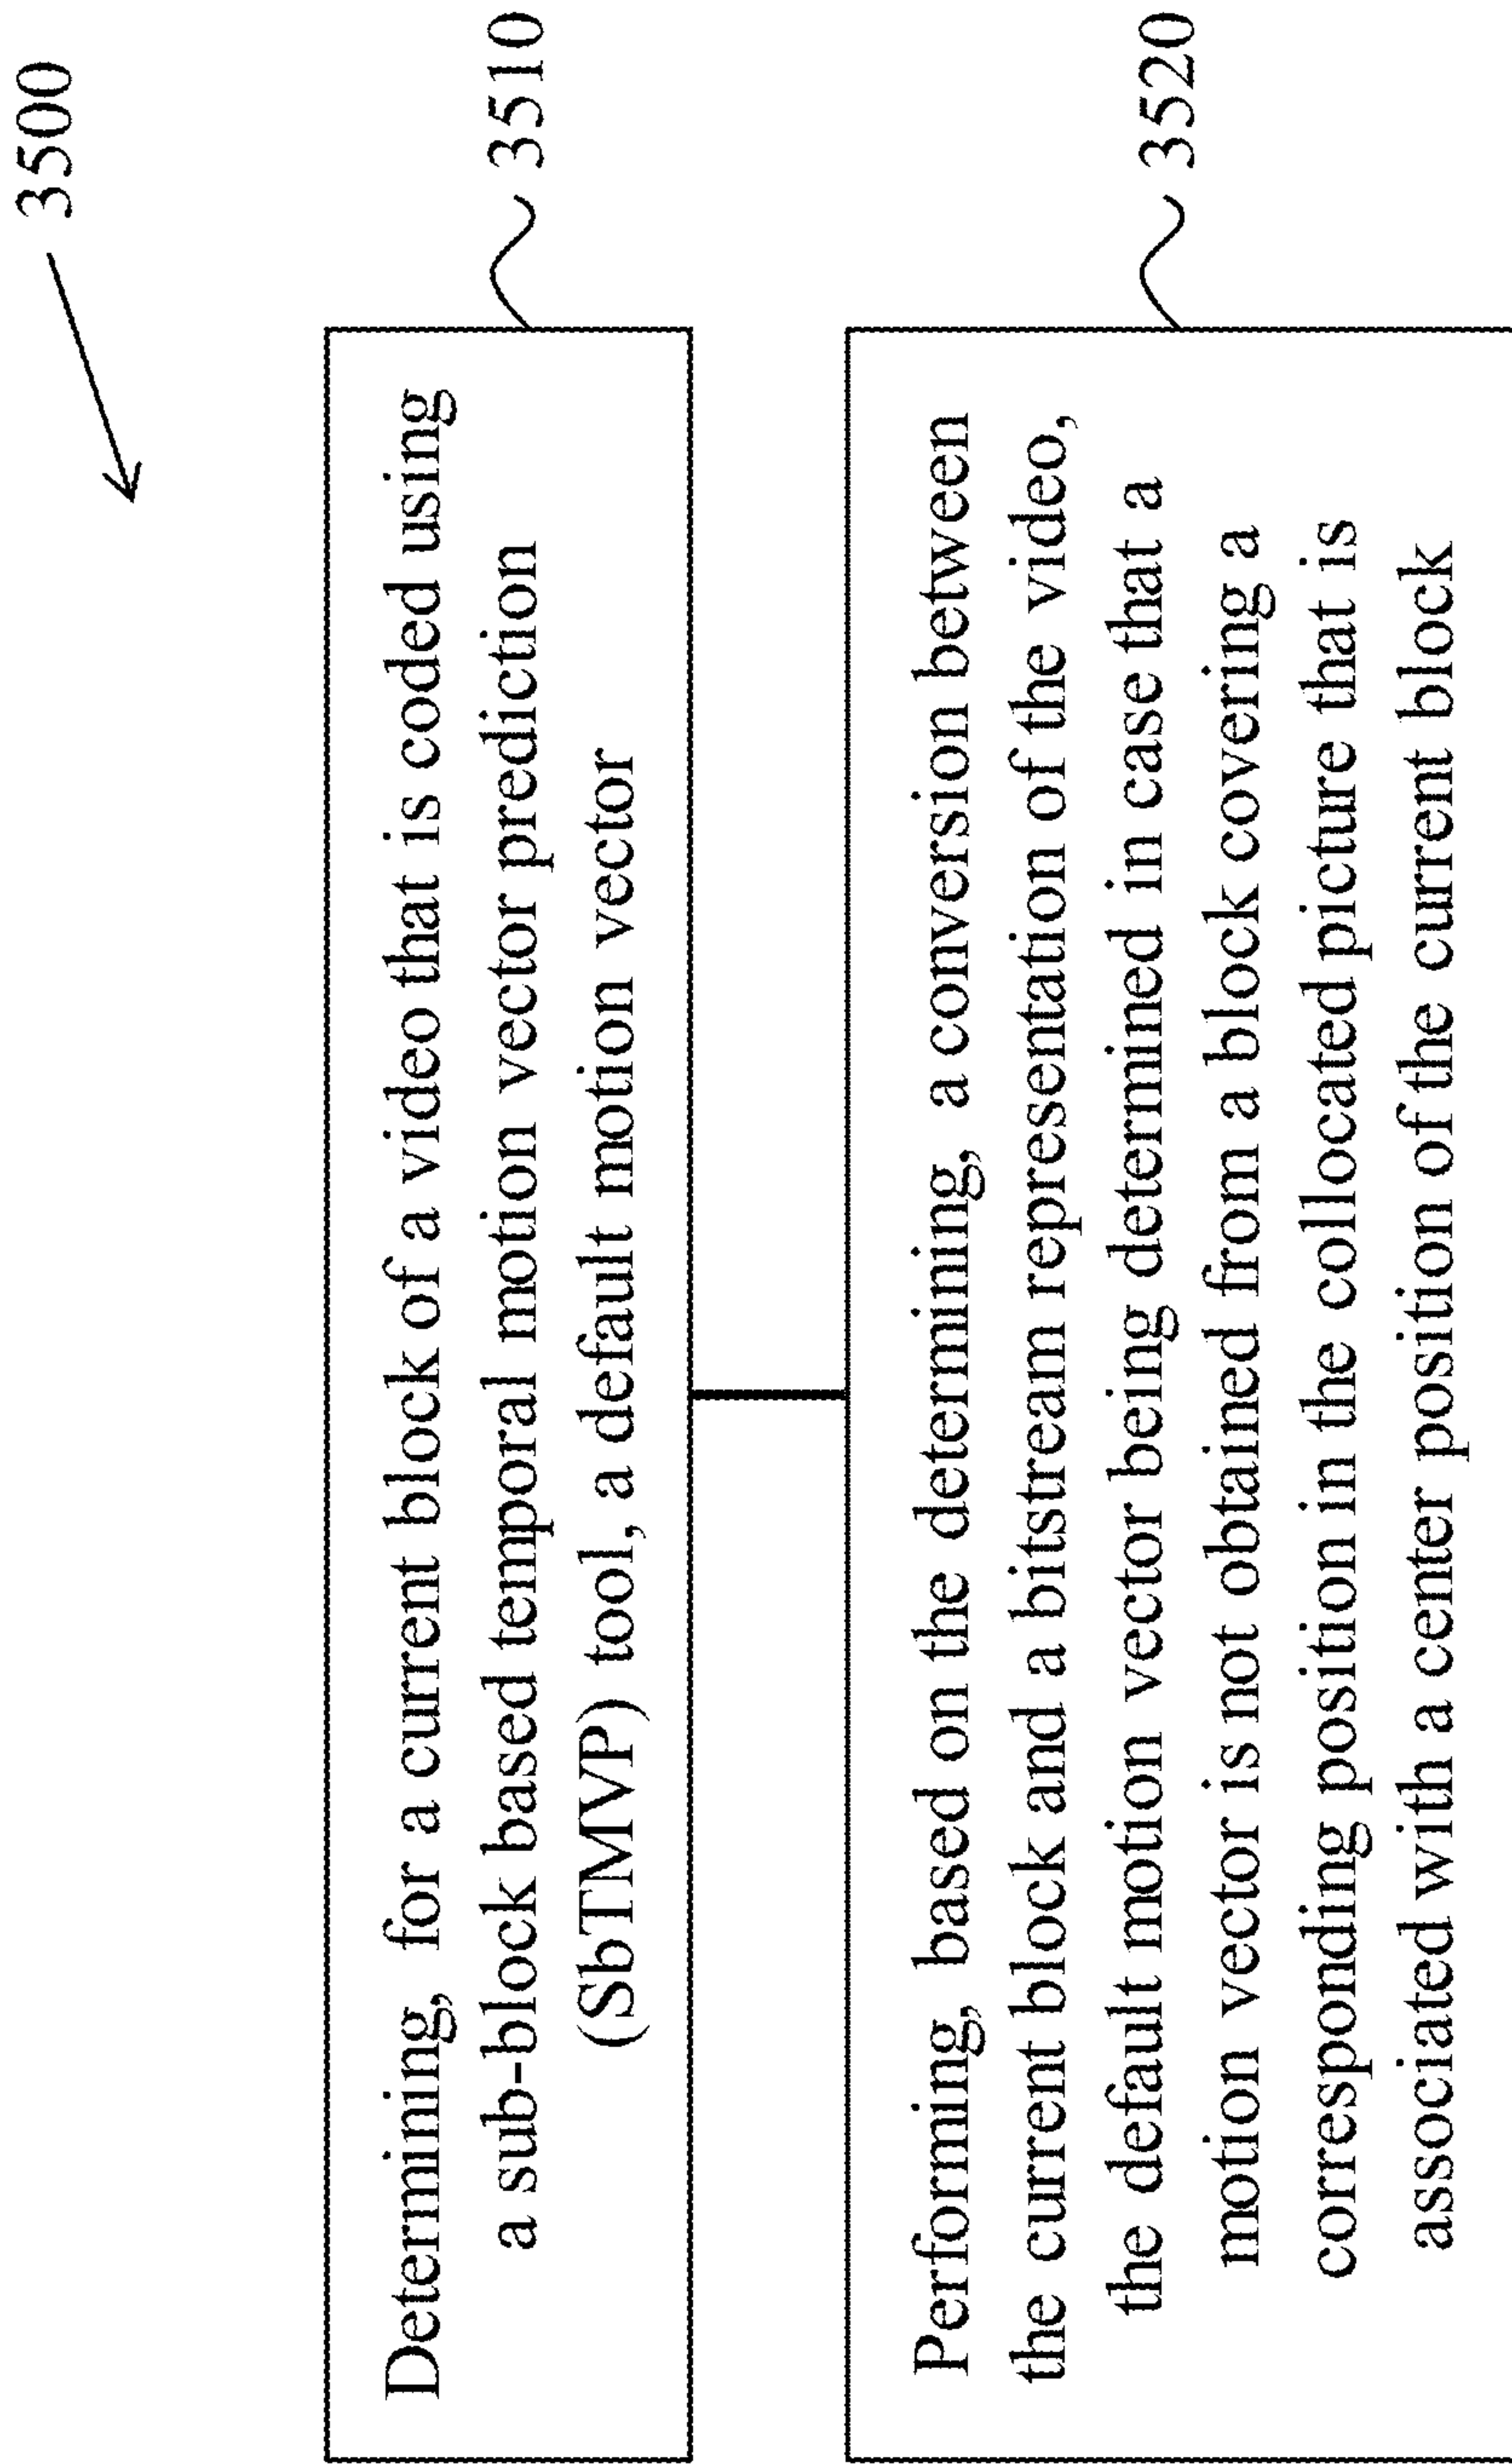 3500
Determining, for a current block of a video that is coded using
a sub-block based temporal motion vector prediction
(SbTMVP) tool, a default motion vector
3510
Performing, based on the determining, a conversion between
the current block and a bitstream representation of the video,
the default motion vector being determined in case that a
motion vector is not obtained from a block covering a
corresponding position in the collocated picture that is
associated with a center position of the current block
3520